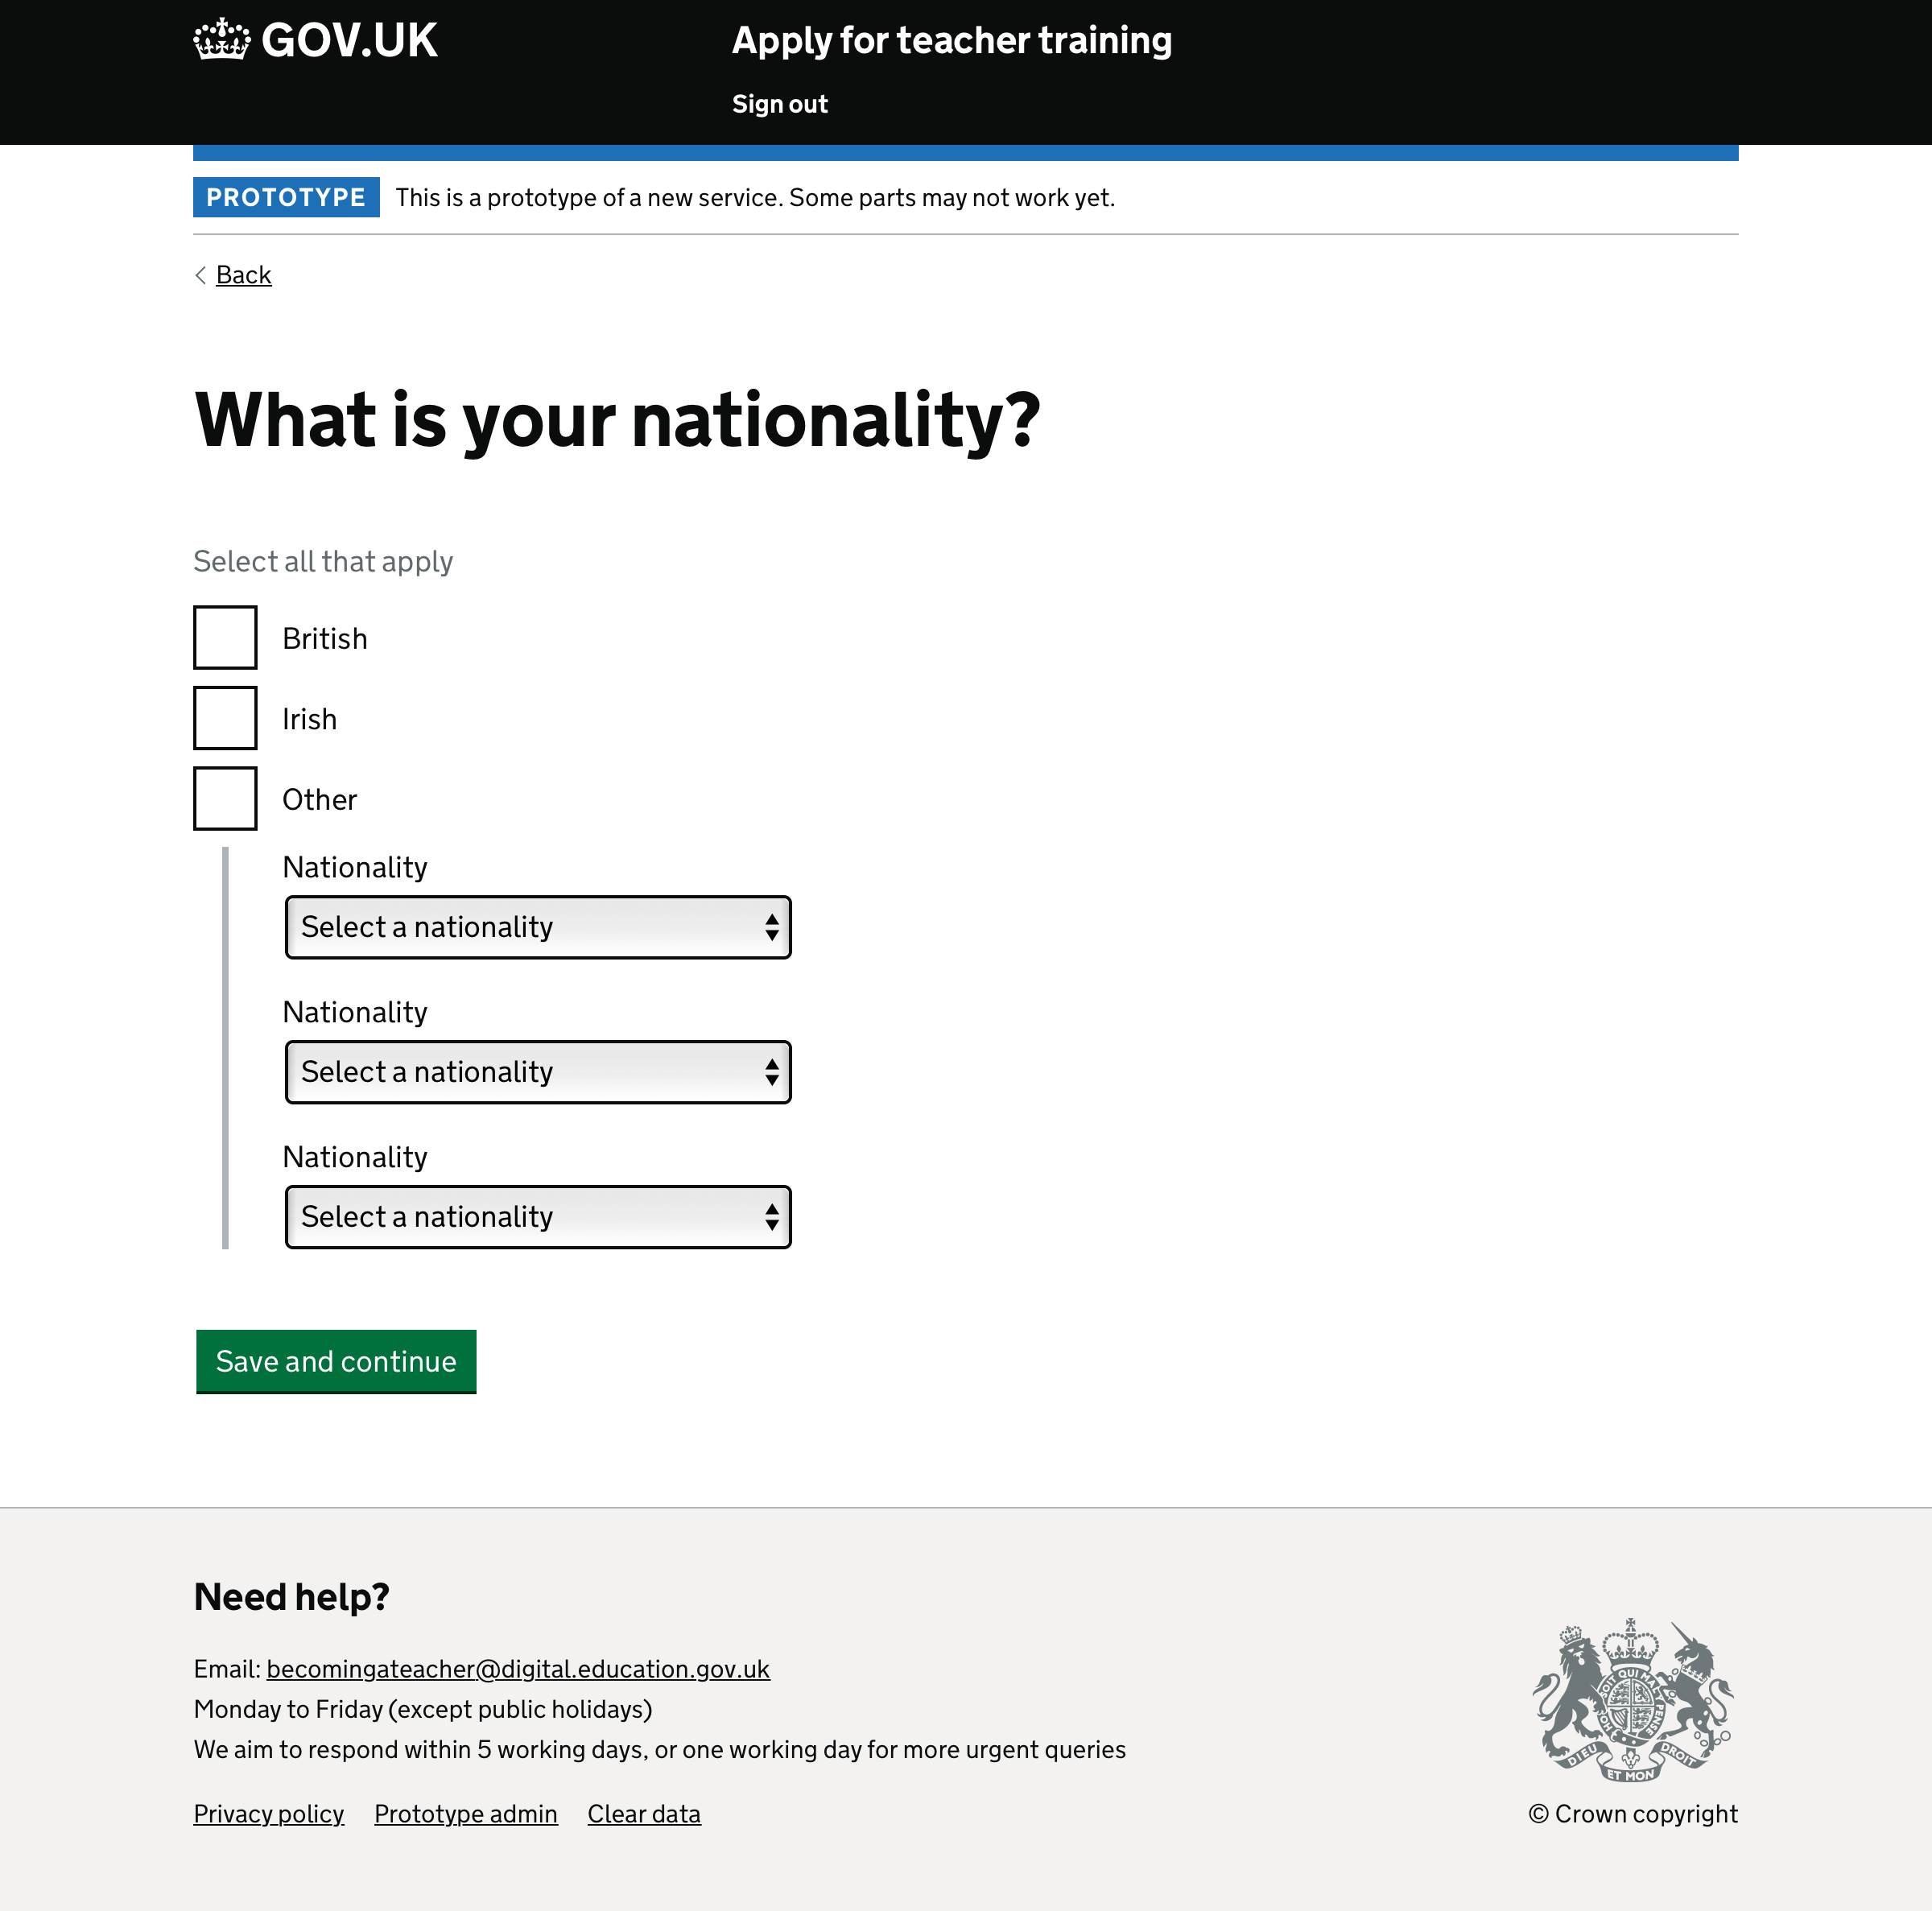 GOV.UK
Apply for teacher training
Sign out
PROTOTYPE This is a prototype of a new service. Some parts may not work yet.
Back
What is your nationality?
Select all that apply
British
Irish
Other
Nationality
Select a nationality
Nationality
Select a nationality
Nationality
Select a nationality
Save and continue
Need help?
Email: becomingateacher@digital.education.gov.uk
Monday to Friday (except public holidays)
We aim to respond within 5 working days, or one working day for more urgent queries
Privacy policy Prototype admin Clear data
DIEU ET MON DROIT
© Crown copyright